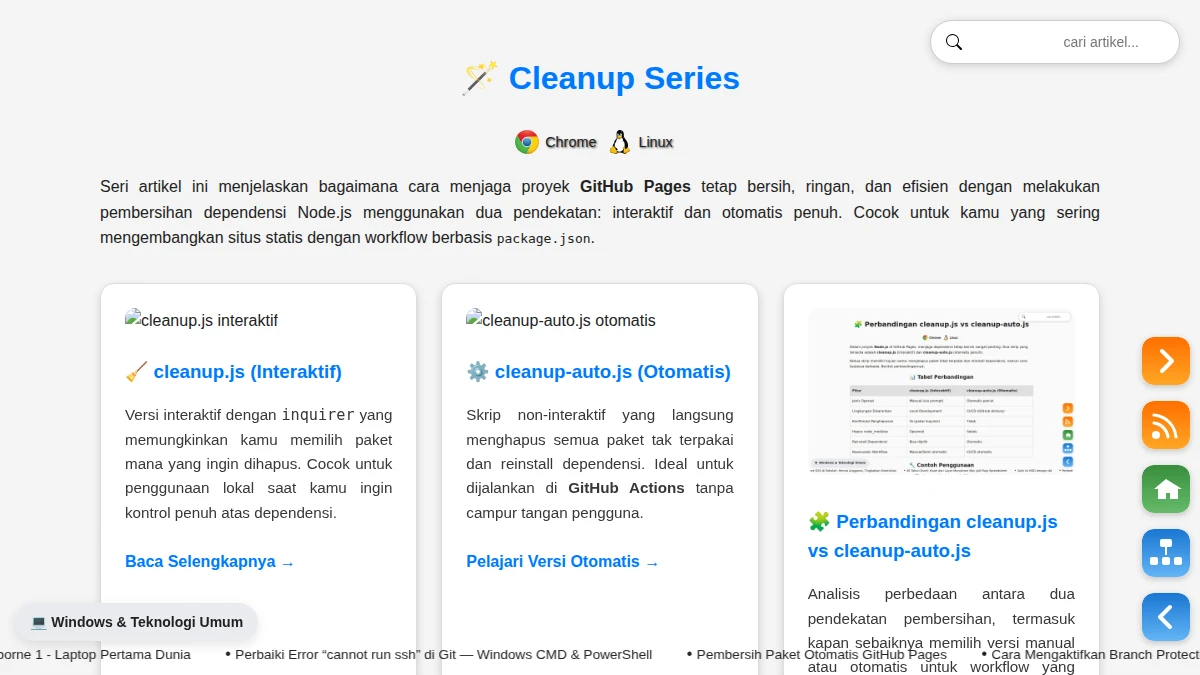 cari artikel...
🪄 Cleanup Series
Chrome Linux
Seri artikel ini menjelaskan bagaimana cara menjaga proyek GitHub Pages tetap bersih, ringan, dan efisien dengan melakukan
pembersihan dependensi Node.js menggunakan dua pendekatan: interaktif dan otomatis penuh. Cocok untuk kamu yang sering
mengembangkan situs statis dengan workflow berbasis package.json.
cleanup.js interaktif
🧹 cleanup.js (Interaktif)
Versi interaktif dengan inquirer yang
memungkinkan kamu memilih paket
mana yang ingin dihapus. Cocok untuk
penggunaan lokal saat kamu ingin
kontrol penuh atas dependensi.
Baca Selengkapnya →
cleanup-auto.js otomatis
⚙️ cleanup-auto.js (Otomatis)
Skrip non-interaktif yang langsung
menghapus semua paket tak terpakai
dan reinstall dependensi. Ideal untuk
dijalankan di GitHub Actions tanpa
campur tangan pengguna.
Pelajari Versi Otomatis →
🧩 Perbandingan cleanup.js vs cleanup-auto.js
Chrome Linux
📊 Tabel Perbandingan
🔧 Contoh Penggunaan
🧩 Perbandingan cleanup.js
vs cleanup-auto.js
Analisis perbedaan antara dua
pendekatan pembersihan, termasuk
kapan sebaiknya memilih versi manual
atau otomatis untuk workflow yang
💻 Windows & Teknologi Umum
borne 1 - Laptop Pertama Dunia • Perbaiki Error “cannot run ssh” di Git — Windows CMD & PowerShell • Pembersih Paket Otomatis GitHub Pages • Cara Mengaktifkan Branch Protect